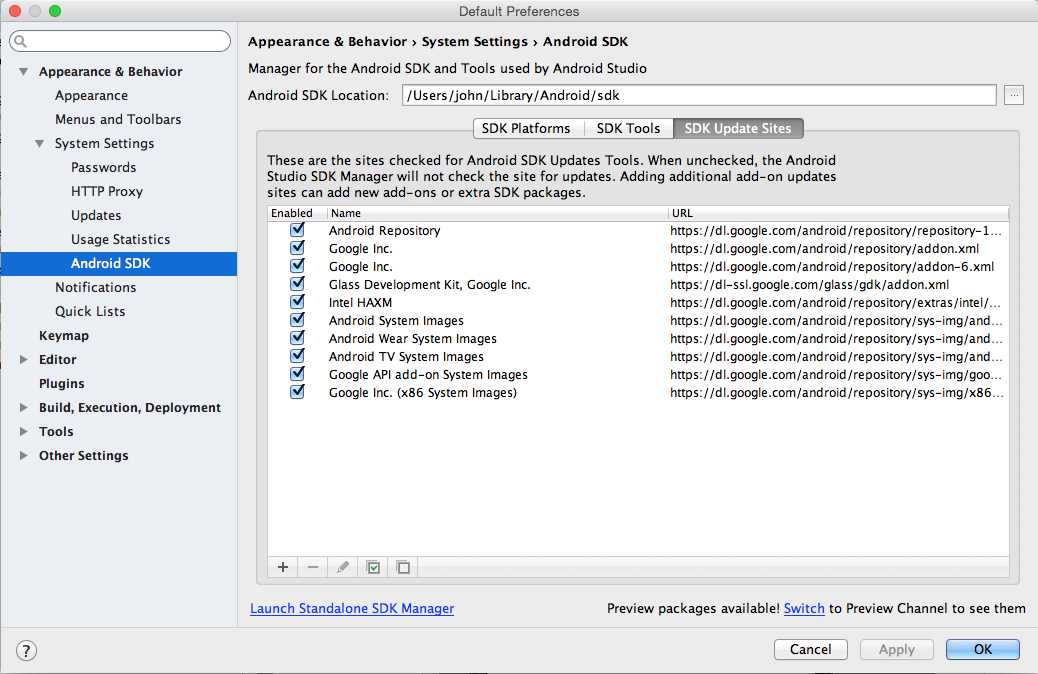 Default Preferences
Appearance & Behavior
Appearance
Menus and Toolbars
System Settings
Passwords
HTTP Proxy
Updates
Usage Statistics
Android SDK
Notifications
Quick Lists
Keymap
Editor
Plugins
Build, Execution, Deployment
Tools
Other Settings
Appearance & Behavior › System Settings › Android SDK
Manager for the Android SDK and Tools used by Android Studio
Android SDK Location: /Users/john/Library/Android/sdk ...
SDK Platforms SDK Tools SDK Update Sites
These are the sites checked for Android SDK Updates Tools. When unchecked, the Android
Studio SDK Manager will not check the site for updates. Adding additional add-on updates
sites can add new add-ons or extra SDK packages.
Enabled Name URL
Android Repository https://dl.google.com/android/repository/repository-1...
Google Inc. https://dl.google.com/android/repository/addon.xml
Google Inc. https://dl.google.com/android/repository/addon-6.xml
Glass Development Kit, Google Inc. https://dl-ssl.google.com/glass/gdk/addon.xml
Intel HAXM https://dl.google.com/android/repository/extras/intel/...
Android System Images https://dl.google.com/android/repository/sys-img/and...
Android Wear System Images https://dl.google.com/android/repository/sys-img/and...
Android TV System Images https://dl.google.com/android/repository/sys-img/and...
Google API add-on System Images https://dl.google.com/android/repository/sys-img/goo...
Google Inc. (x86 System Images) https://dl.google.com/android/repository/sys-img/x86...
Launch Standalone SDK Manager Preview packages available! Switch to Preview Channel to see them
? Cancel Apply OK